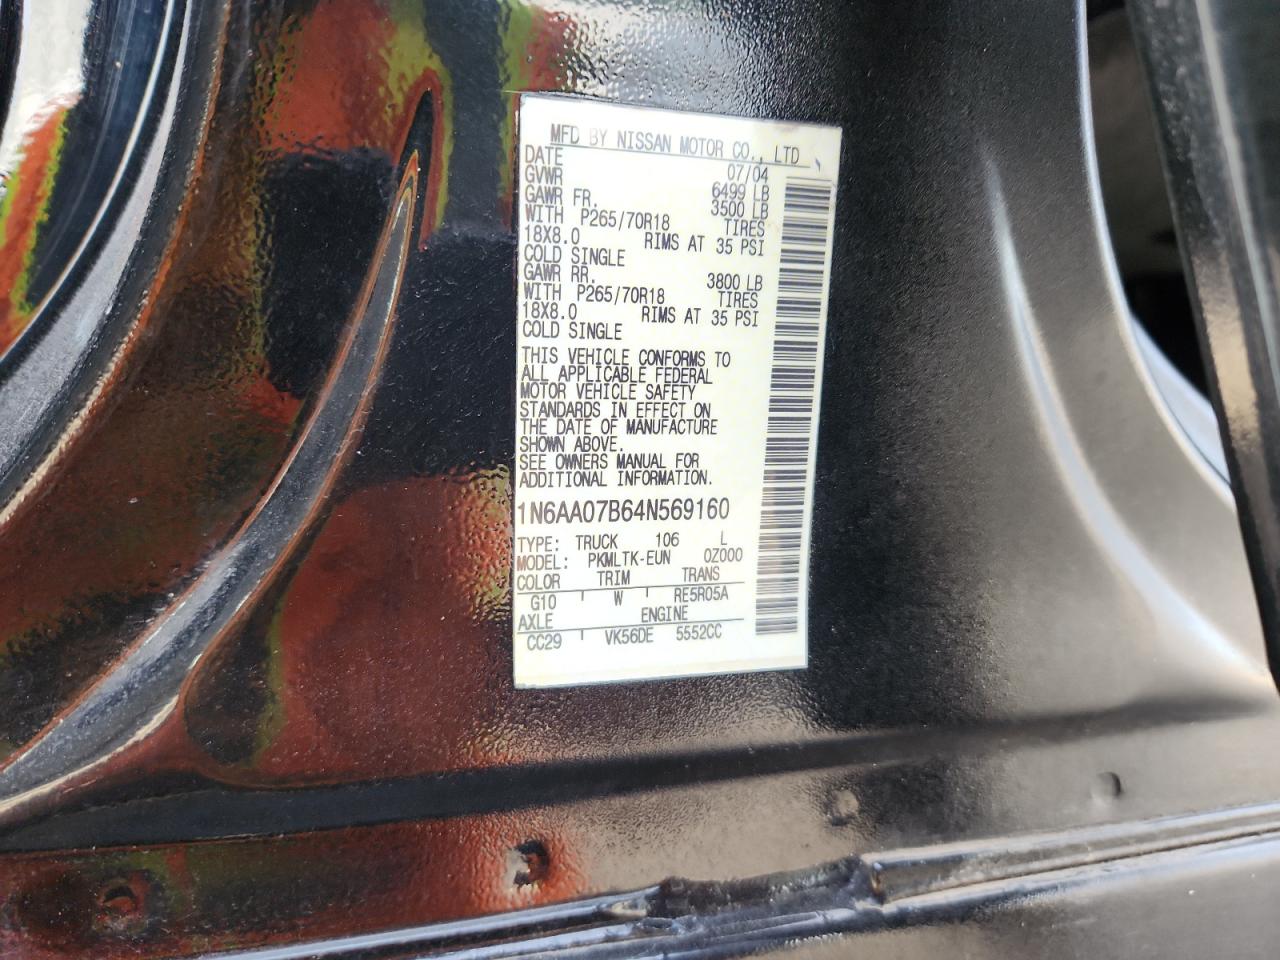 MFD BY NISSAN MOTOR CO., LTD
DATE 07/04
GVWR 6499 LB
GAWR FR. 3500 LB
WITH P265/70R18 TIRES
18X8.0 RIMS AT 35 PSI
COLD SINGLE
GAWR RR. 3800 LB
WITH P265/70R18 TIRES
18X8.0 RIMS AT 35 PSI
COLD SINGLE
THIS VEHICLE CONFORMS TO
ALL APPLICABLE FEDERAL
MOTOR VEHICLE SAFETY
STANDARDS IN EFFECT ON
THE DATE OF MANUFACTURE
SHOWN ABOVE.
SEE OWNERS MANUAL FOR
ADDITIONAL INFORMATION.
1N6AA07B64N569160
TYPE: TRUCK 106 L
MODEL: PKMLTK-EUN 0Z000
COLOR TRIM TRANS
G10 W RE5R05A
AXLE ENGINE
CC29 VK56DE 5552CC